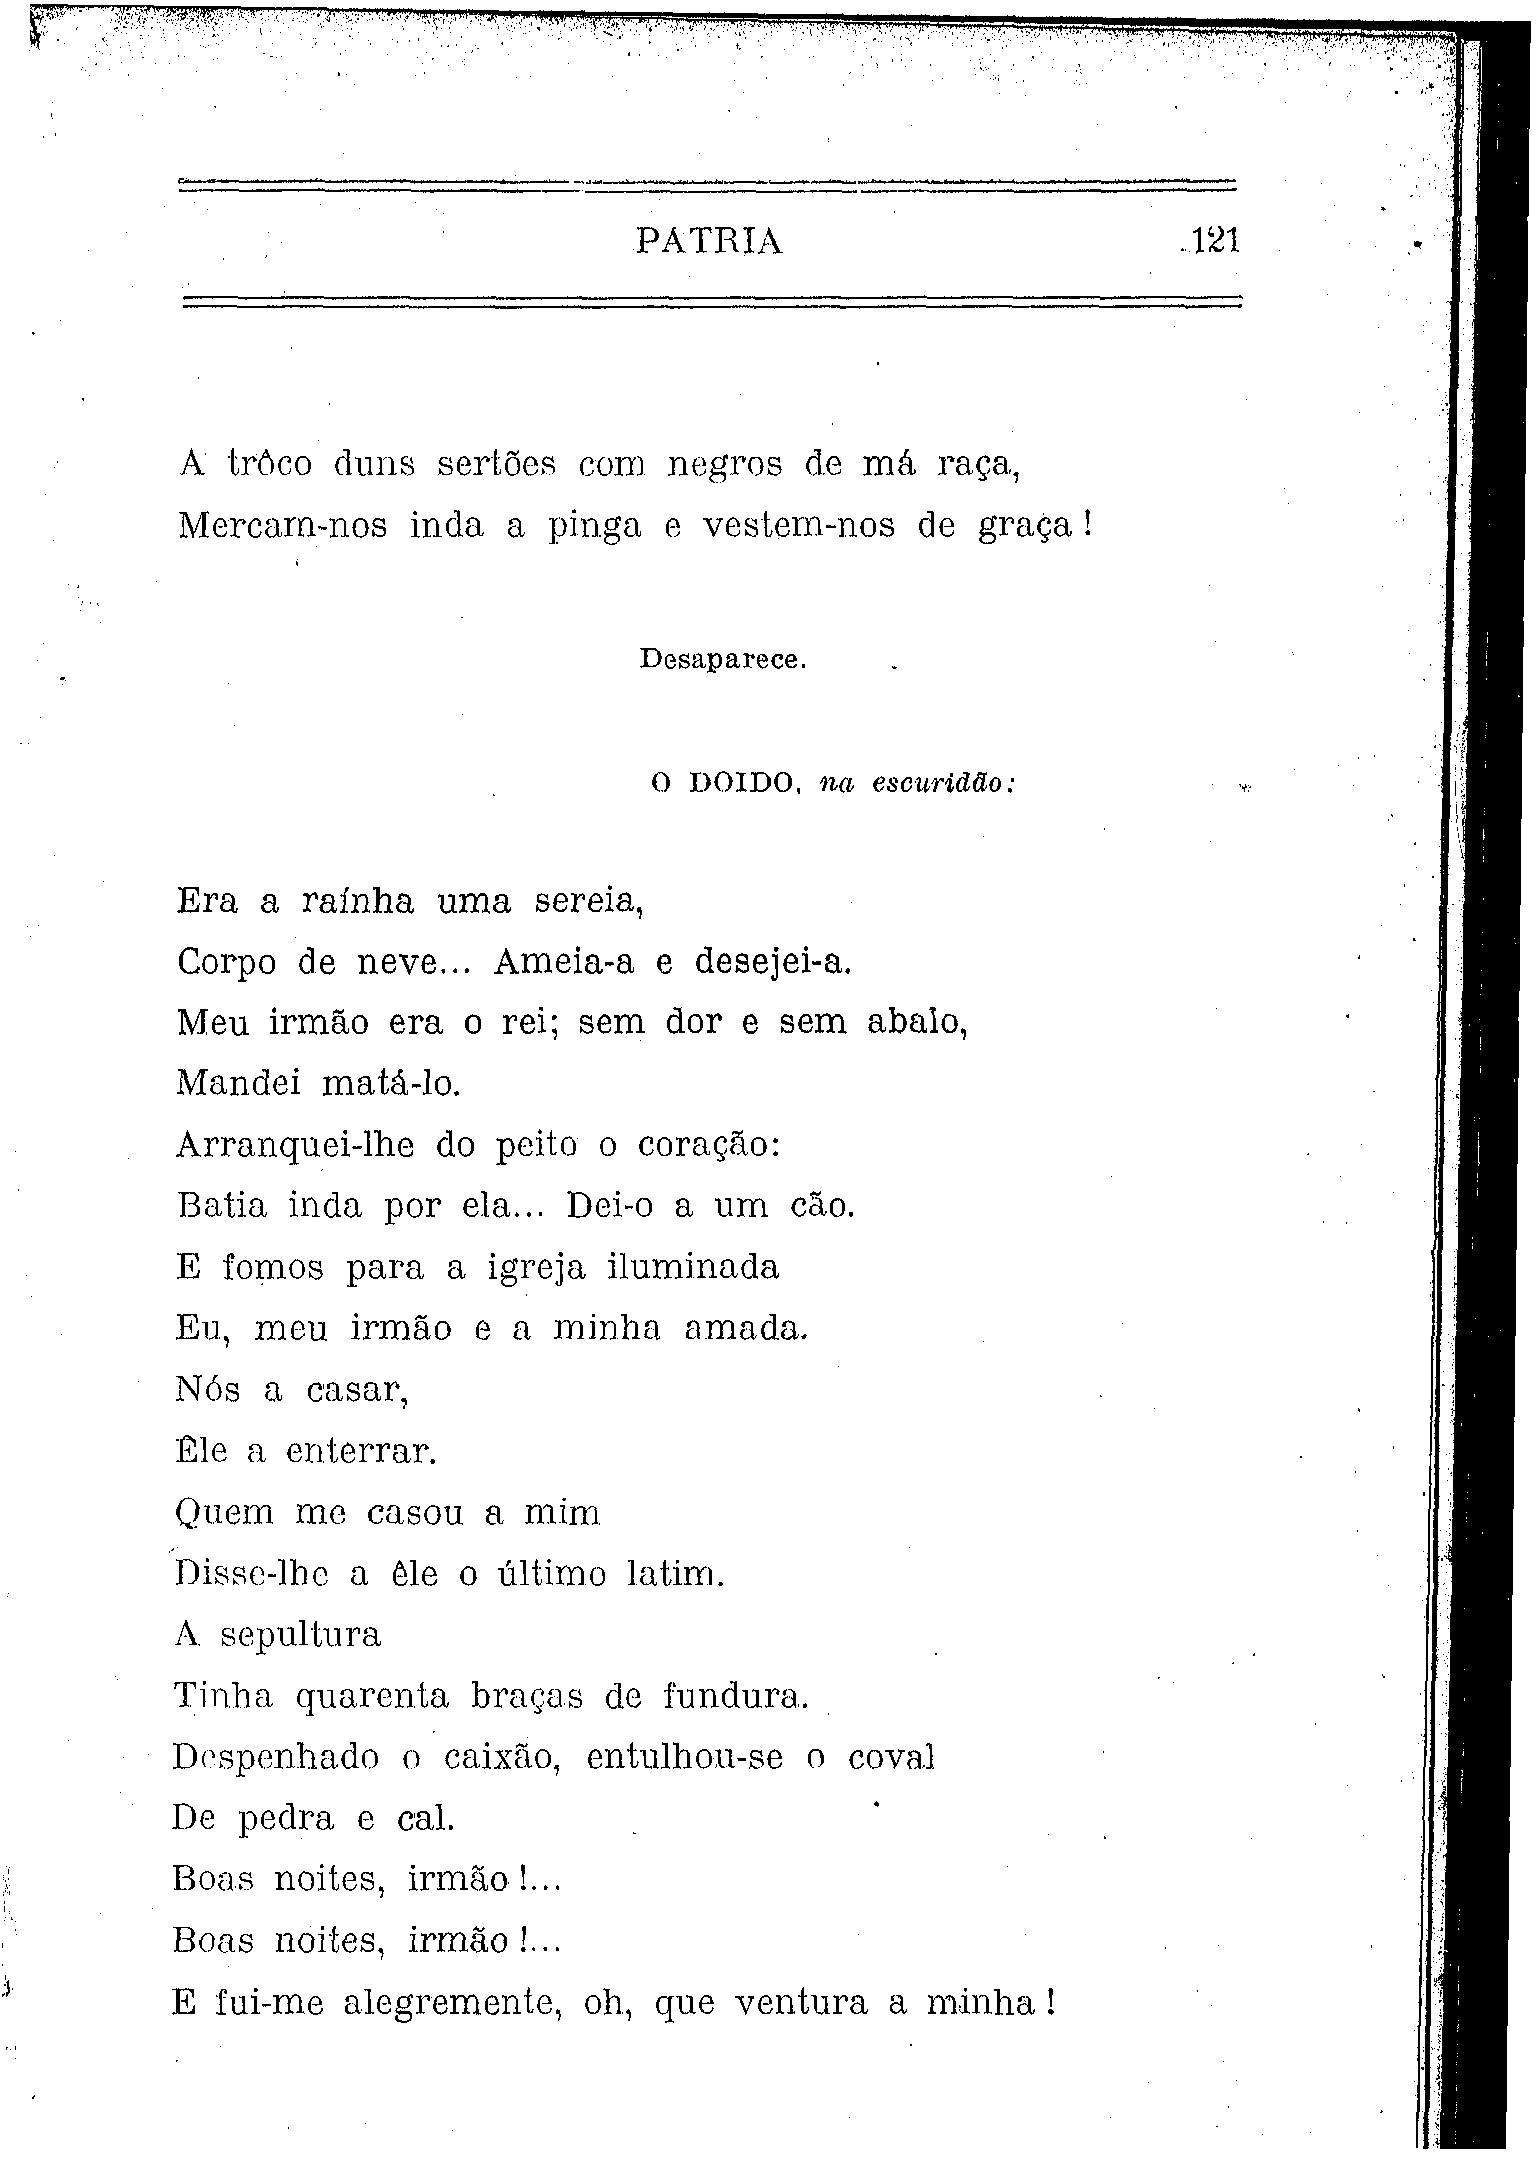 PATRIA 121
A trôco duns sertões com negros de má raça,
Mercam-nos inda a pinga e vestem-nos de graça!
Desaparece.
O DOIDO, na escuridão:
Era a raínha uma sereia,
Corpo de neve... Ameia-a e desejei-a.
Meu irmão era o rei; sem dor e sem abalo,
Mandei matá-lo.
Arranquei-lhe do peito o coração:
Batia inda por ela... Dei-o a um cão.
E fomos para a igreja iluminada
Eu, meu irmão e a minha amada.
Nós a casar,
Êle a enterrar.
Quem me casou a mim
Disse-lhe a êle o último latim.
A sepultura
Tinha quarenta braças de fundura.
Despenhado o caixão, entulhou-se o coval
De pedra e cal.
Boas noites, irmão!...
Boas noites, irmão!...
E fui-me alegremente, oh, que ventura a minha!